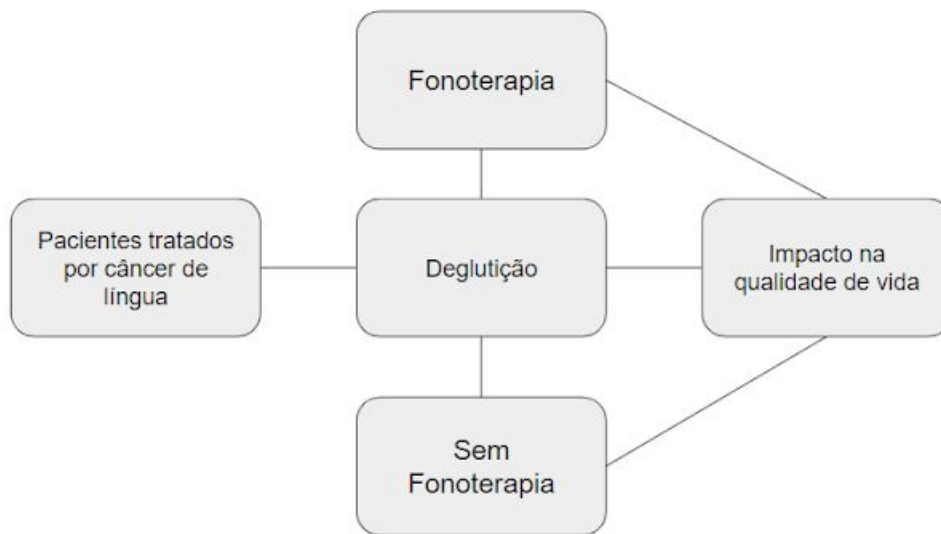 Fonoterapia
Pacientes tratados
por câncer de
língua
Deglutição
Impacto na
qualidade de vida
Sem
Fonoterapia